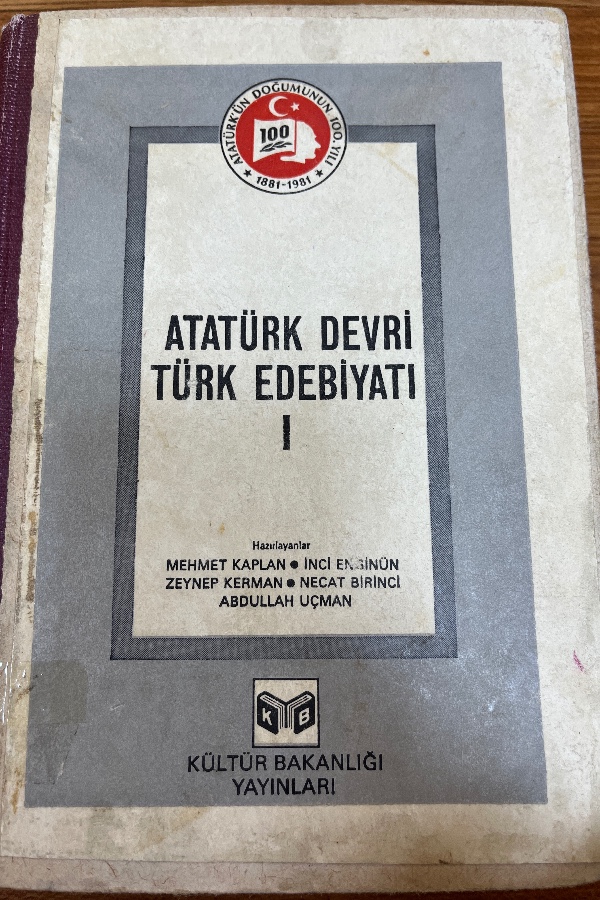 ATATÜRK'ÜN DOĞUMUNUN 100. YILI
100
★ 1881-1981 ★
ATATÜRK DEVRİ
TÜRK EDEBİYATI
I
Hazırlayanlar
MEHMET KAPLAN ● İNCİ ENGİNÜN
ZEYNEP KERMAN ● NECAT BİRİNCİ
ABDULLAH UÇMAN
K B
KÜLTÜR BAKANLIĞI
YAYINLARI